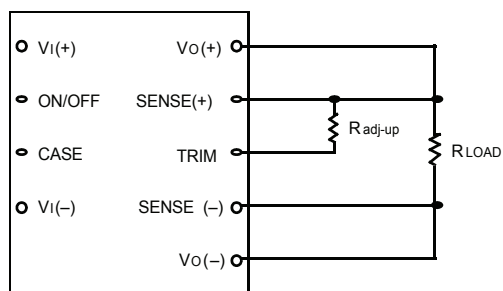 VI(+) VO(+)
ON/OFF SENSE(+)
Radj-up
CASE TRIM
RLOAD
VI(–) SENSE (–)
VO(–)